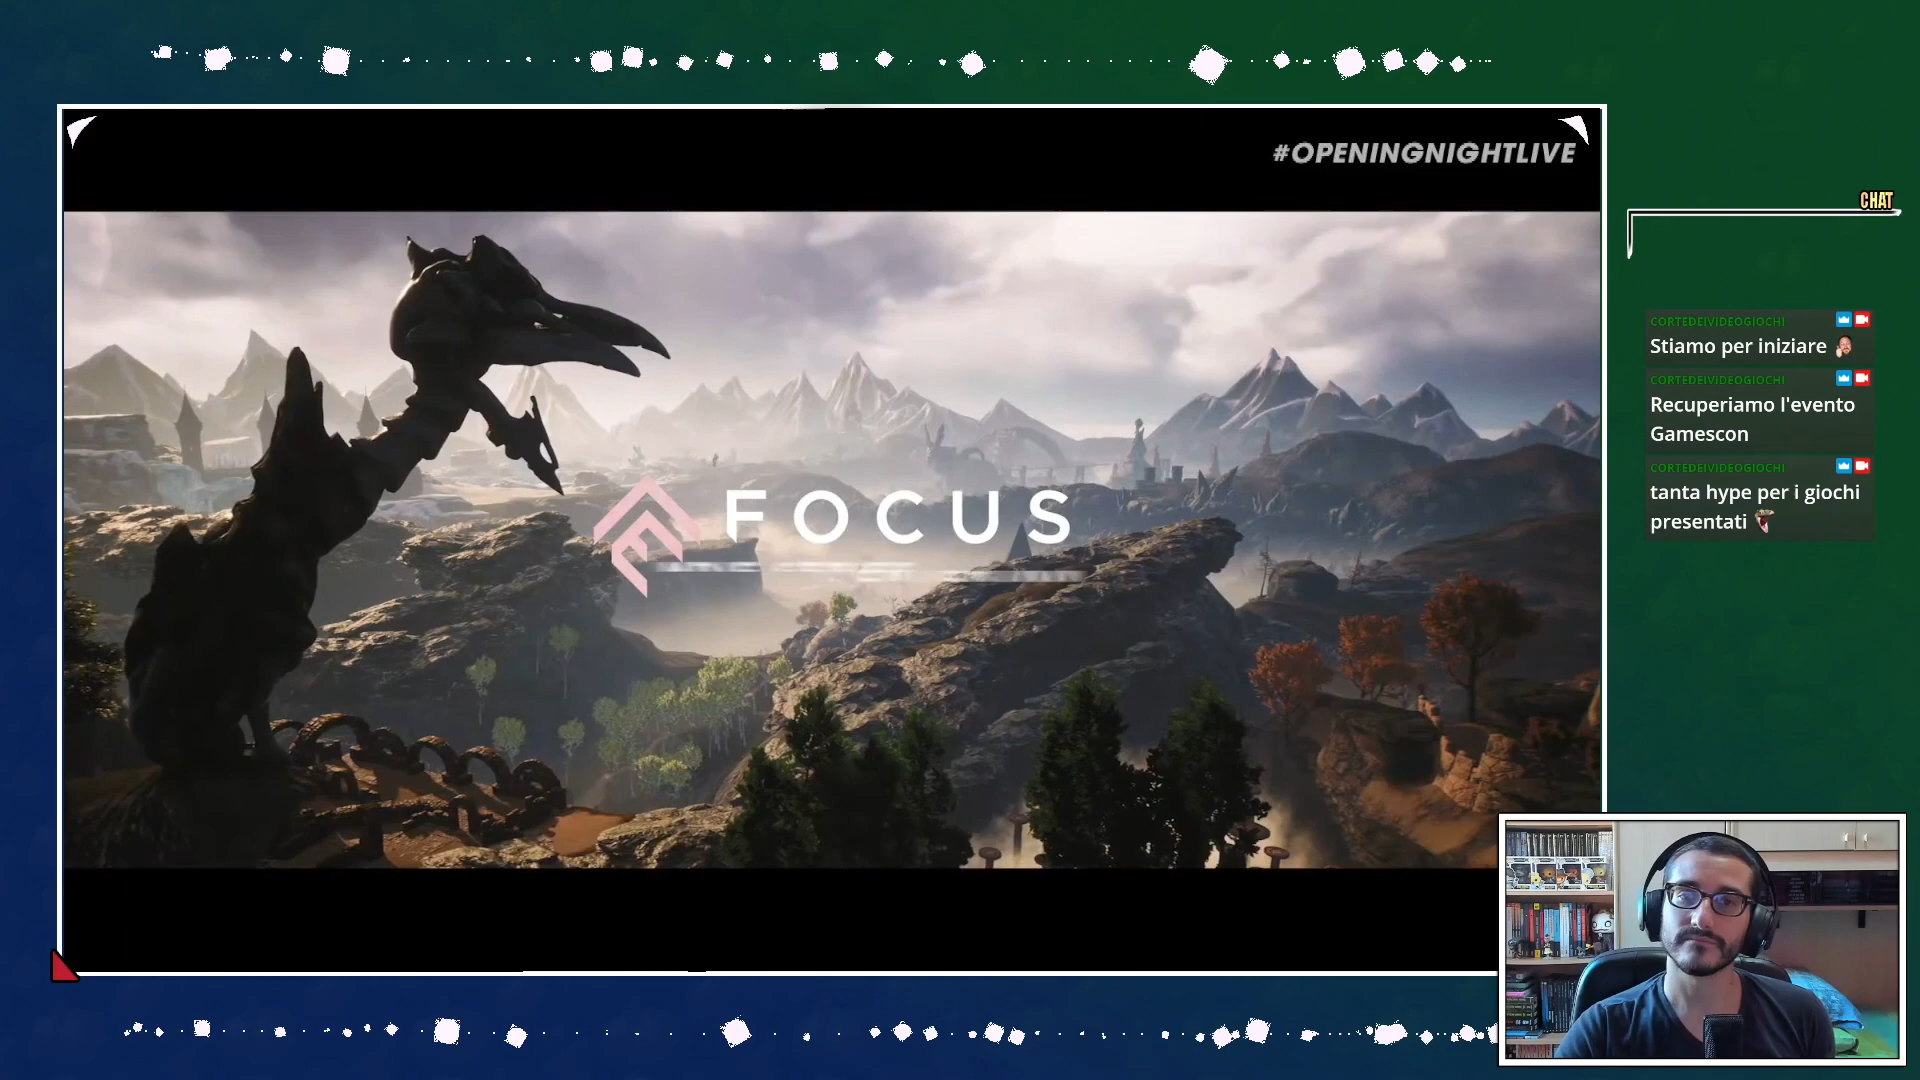 #OPENINGNIGHTLIVE
FOCUS
CHAT
CORTEDEIVIDEOGIOCHI
Stiamo per iniziare
CORTEDEIVIDEOGIOCHI
Recuperiamo l'evento
Gamescon
CORTEDEIVIDEOGIOCHI
tanta hype per i giochi
presentati